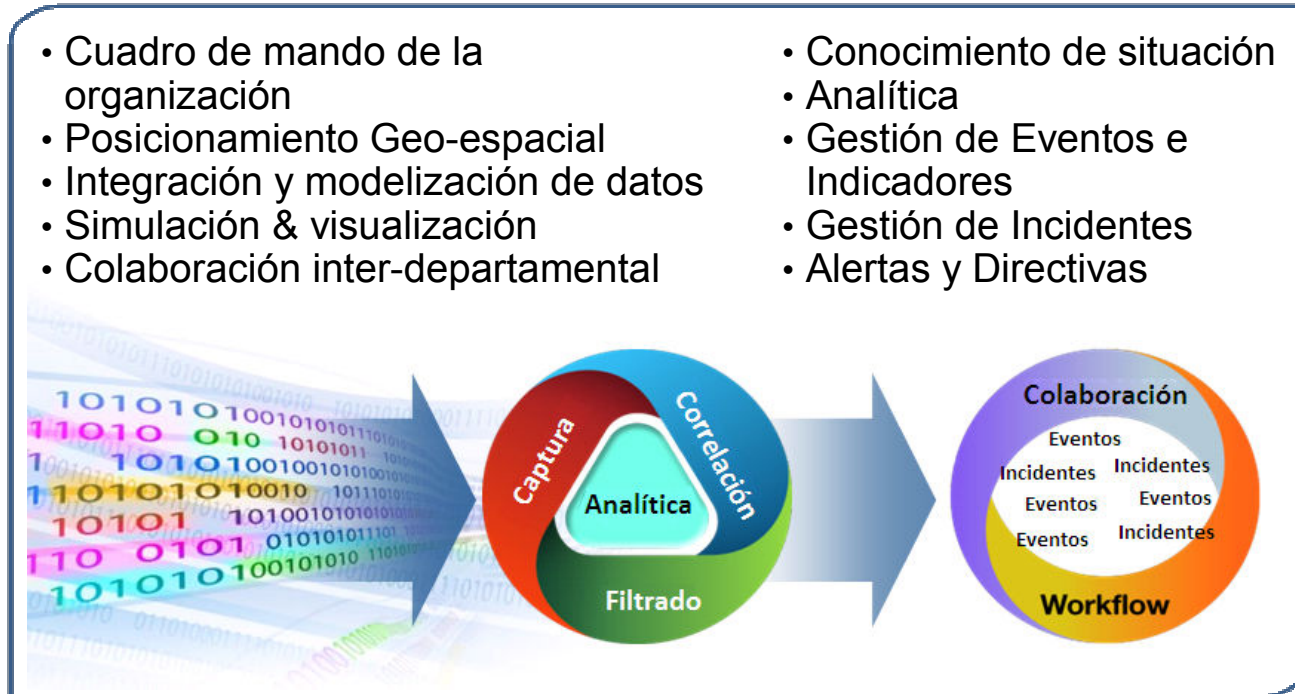 • Cuadro de mando de la
organización
• Posicionamiento Geo-espacial
• Integración y modelización de datos
• Simulación & visualización
• Colaboración inter-departamental
• Conocimiento de situación
• Analítica
• Gestión de Eventos e
Indicadores
• Gestión de Incidentes
• Alertas y Directivas
Captura
Correlación
Analítica
Filtrado
Colaboración
Eventos
Incidentes
Incidentes
Eventos
Eventos
Eventos
Incidentes
Workflow